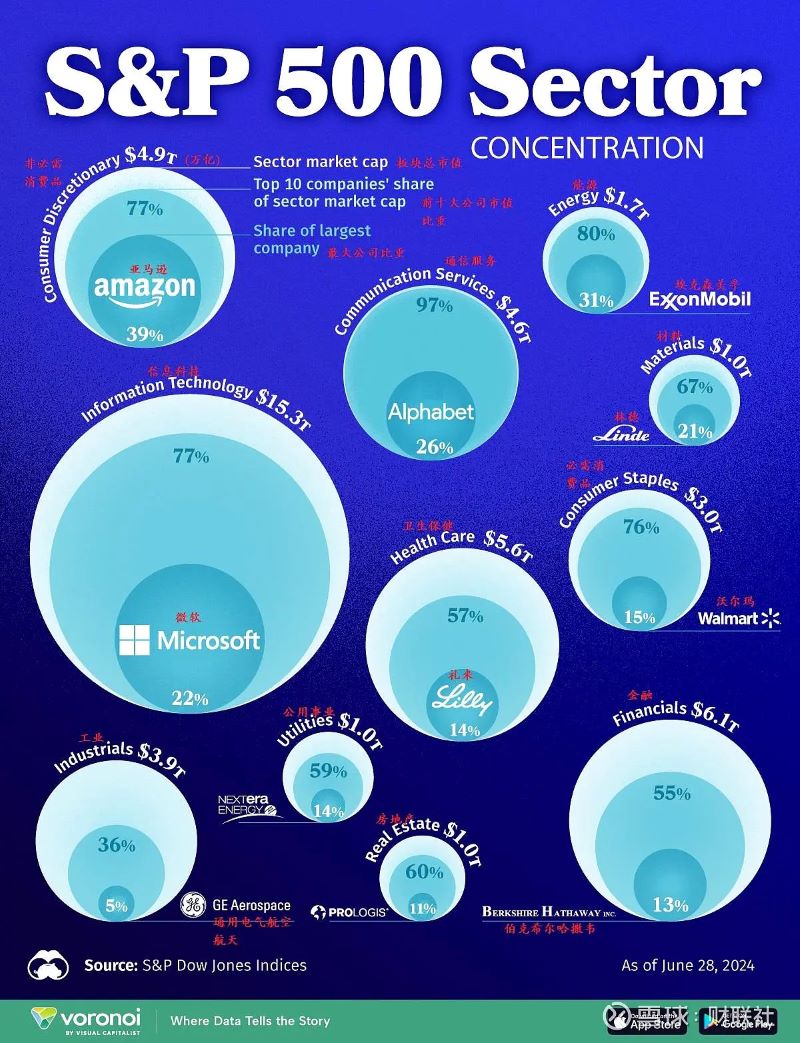 S&P 500 Sector
CONCENTRATION
非必需
消费品
Consumer Discretionary $4.9T (万亿)
Sector market cap 板块总市值
Top 10 companies' share
of sector market cap 前十大公司市值
比重
Share of largest
company 最大公司比重
77%
亚马逊
amazon
39%
能源
Energy $1.7T
80%
31%
埃克森美孚
ExxonMobil
通信服务
Communication Services $4.6T
97%
Alphabet
26%
材料
Materials $1.0T
67%
21%
林德
Linde
信息科技
Information Technology $15.3T
77%
微软
Microsoft
22%
必需消
费品
Consumer Staples $3.0T
76%
15%
沃尔玛
Walmart
卫生保健
Health Care $5.6T
57%
礼来
Lilly
14%
公用事业
Utilities $1.0T
59%
14%
NEXTera
ENERGY
金融
Financials $6.1T
55%
13%
BERKSHIRE HATHAWAY INC.
伯克希尔哈撒韦
工业
Industrials $3.9T
36%
5%
GE Aerospace
通用电气航空
航天
房地产
Real Estate $1.0T
60%
11%
PROLOGIS
Source: S&P Dow Jones Indices
As of June 28, 2024
voronoi
BY VISUAL CAPITALIST
Where Data Tells the Story
App Store
Google Play
雪球：财联社